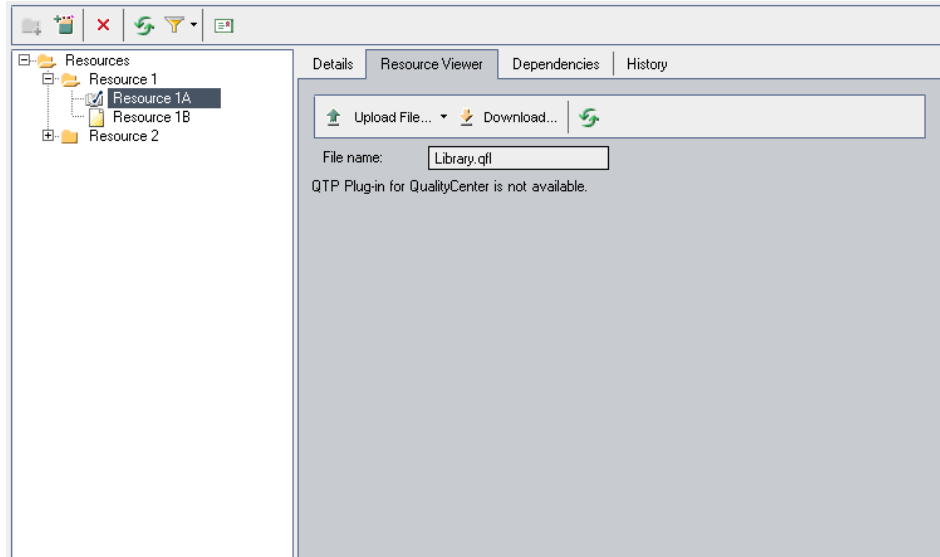 Resources
Resource 1
Resource 1A
Resource 1B
Resource 2
Details Resource Viewer Dependencies History
Upload File... Download...
File name: Library.qfl
QTP Plug-in for QualityCenter is not available.